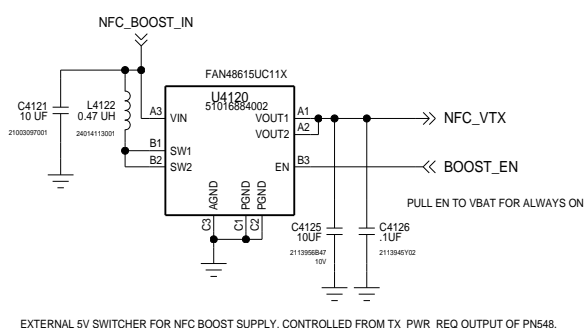 NFC_BOOST_IN
FAN48615UC11X
U4120
51016884002
C4121
10 UF
21003097001
L4122
0.47 UH
24014113001
A3
VIN
B1
SW1
B2
SW2
VOUT1
A1
VOUT2
A2
EN
B3
AGND
PGND
PGND
C3
C1
C2
NFC_VTX
BOOST_EN
PULL EN TO VBAT FOR ALWAYS ON
C4125
10UF
2113956B47
10V
C4126
.1UF
2113945Y02
EXTERNAL 5V SWITCHER FOR NFC BOOST SUPPLY. CONTROLLED FROM TX_PWR_REQ OUTPUT OF PN548.